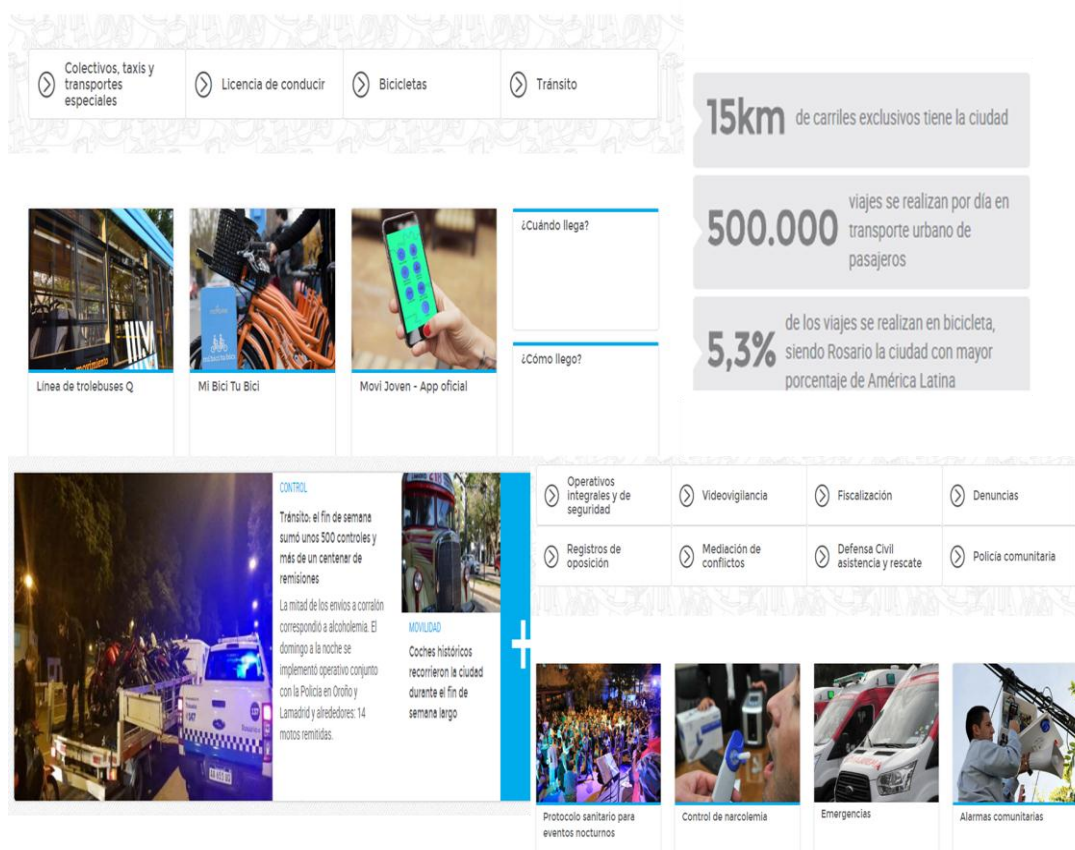 Colectivos, taxis y
transportes
especiales
Licencia de conducir
Bicicletas
Tránsito
15km de carriles exclusivos tiene la ciudad
500.000
viajes se realizan por día en
transporte urbano de
pasajeros
5,3%
de los viajes se realizan en bicicleta,
siendo Rosario la ciudad con mayor
porcentaje de América Latina
Línea de trolebuses Q
Mi Bici Tu Bici
Movi Joven - App oficial
¿Cuándo llega?
¿Cómo llego?
CONTROL
Tránsito: el fin de semana
sumó unos 500 controles y
más de un centenar de
remisiones
La mitad de los envíos a corralón
correspondió a alcoholemia. El
domingo a la noche se
implementó operativo conjunto
con la Policía en Oroño y
Lamadrid y alrededores: 14
motos remitidas.
MOVILIDAD
Coches históricos
recorrieron la ciudad
durante el fin de
semana largo
+
Operativos
integrales y de
seguridad
Videovigilancia
Fiscalización
Denuncias
Registros de
oposición
Mediación de
conflictos
Defensa Civil
asistencia y rescate
Policía comunitaria
Protocolo sanitario para
eventos nocturnos
Control de narcolemia
Emergencias
Alarmas comunitarias